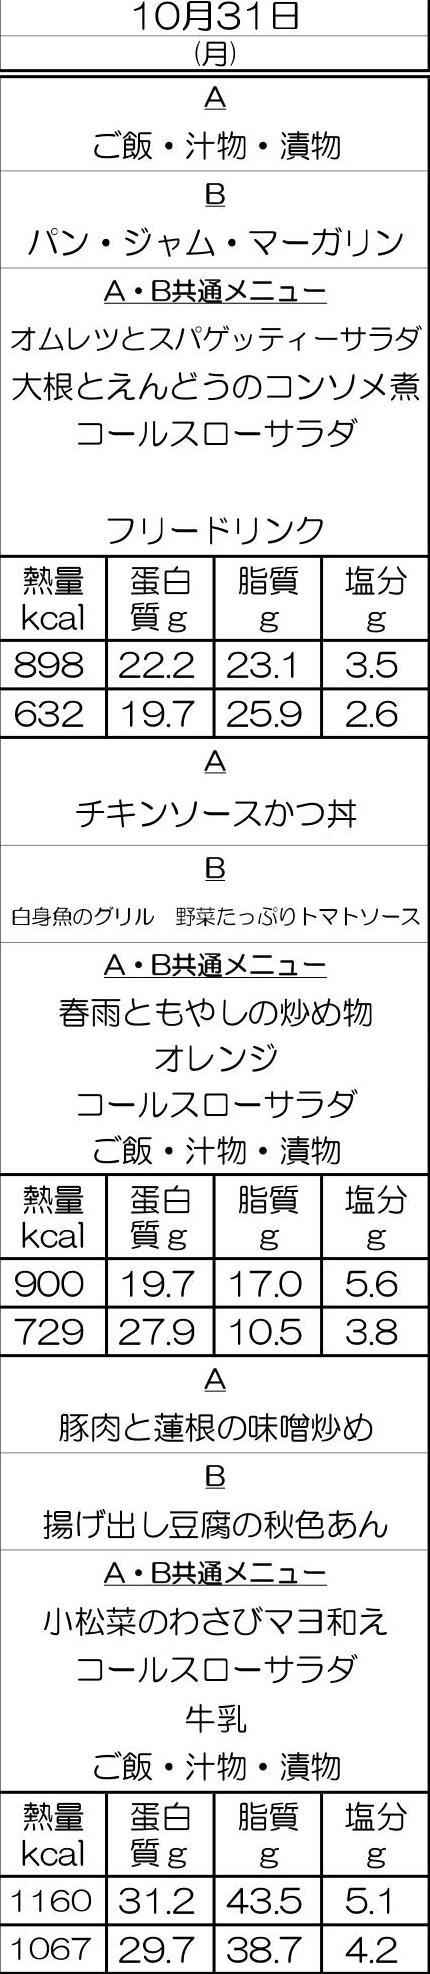 10月31日
(月)
A
ご飯・汁物・漬物
B
パン・ジャム・マーガリン
A・B共通メニュー
オムレツとスパゲッティーサラダ
大根とえんどうのコンソメ煮
コールスローサラダ
フリードリンク
熱量 蛋白 脂質 塩分
kcal 質g g g
898 22.2 23.1 3.5
632 19.7 25.9 2.6
A
チキンソースかつ丼
B
白身魚のグリル　野菜たっぷりトマトソース
A・B共通メニュー
春雨ともやしの炒め物
オレンジ
コールスローサラダ
ご飯・汁物・漬物
熱量 蛋白 脂質 塩分
kcal 質g g g
900 19.7 17.0 5.6
729 27.9 10.5 3.8
A
豚肉と蓮根の味噌炒め
B
揚げ出し豆腐の秋色あん
A・B共通メニュー
小松菜のわさびマヨ和え
コールスローサラダ
牛乳
ご飯・汁物・漬物
熱量 蛋白 脂質 塩分
kcal 質g g g
1160 31.2 43.5 5.1
1067 29.7 38.7 4.2